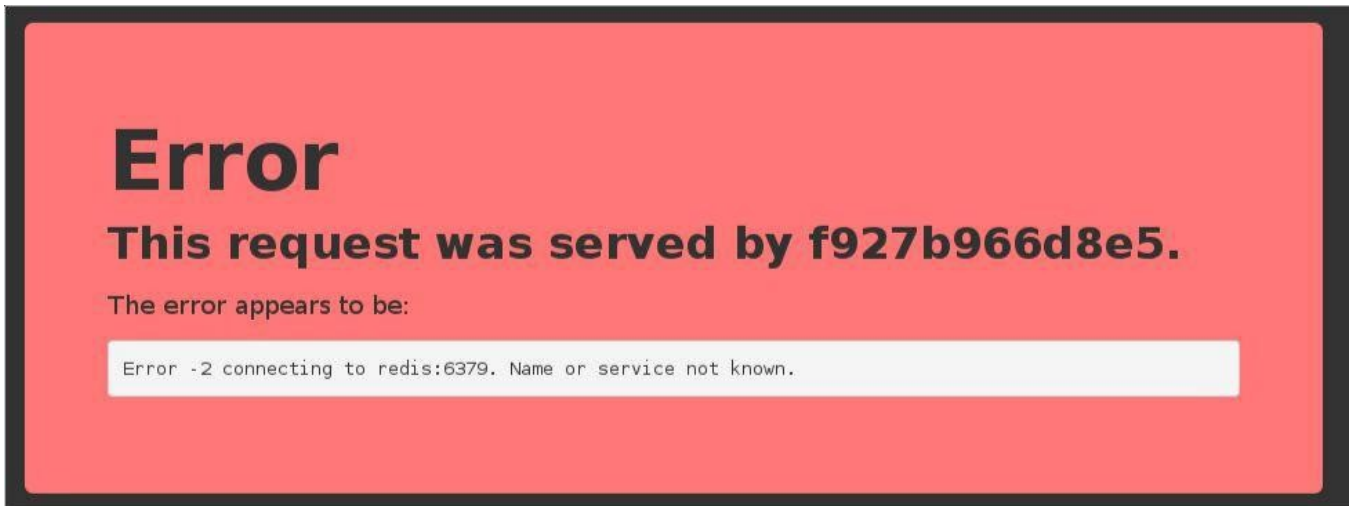 Error
This request was served by f927b966d8e5.
The error appears to be:
Error -2 connecting to redis:6379. Name or service not known.